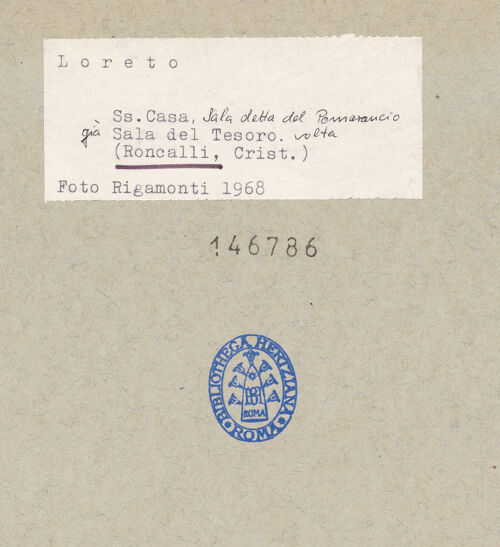 Loreto
Ss. Casa, Sala detta del Pomarancio
già Sala del Tesoro. volta
(Roncalli, Crist.)
Foto Rigamonti 1968
146786
BIBLIOTHECA HERTZIANA
ROMA
ROMA